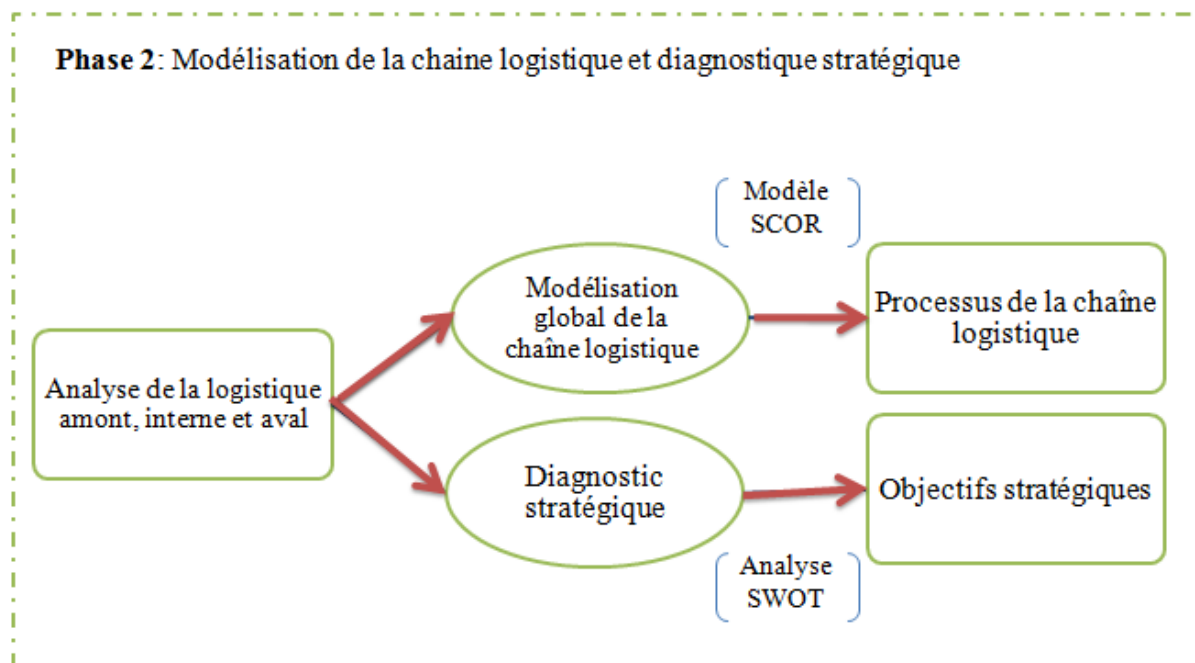 Phase 2: Modélisation de la chaine logistique et diagnostique stratégique
Modèle
SCOR
Modélisation
global de la
chaîne logistique
Processus de la chaîne
logistique
Analyse de la logistique
amont, interne et aval
Diagnostic
stratégique
Objectifs stratégiques
Analyse
SWOT